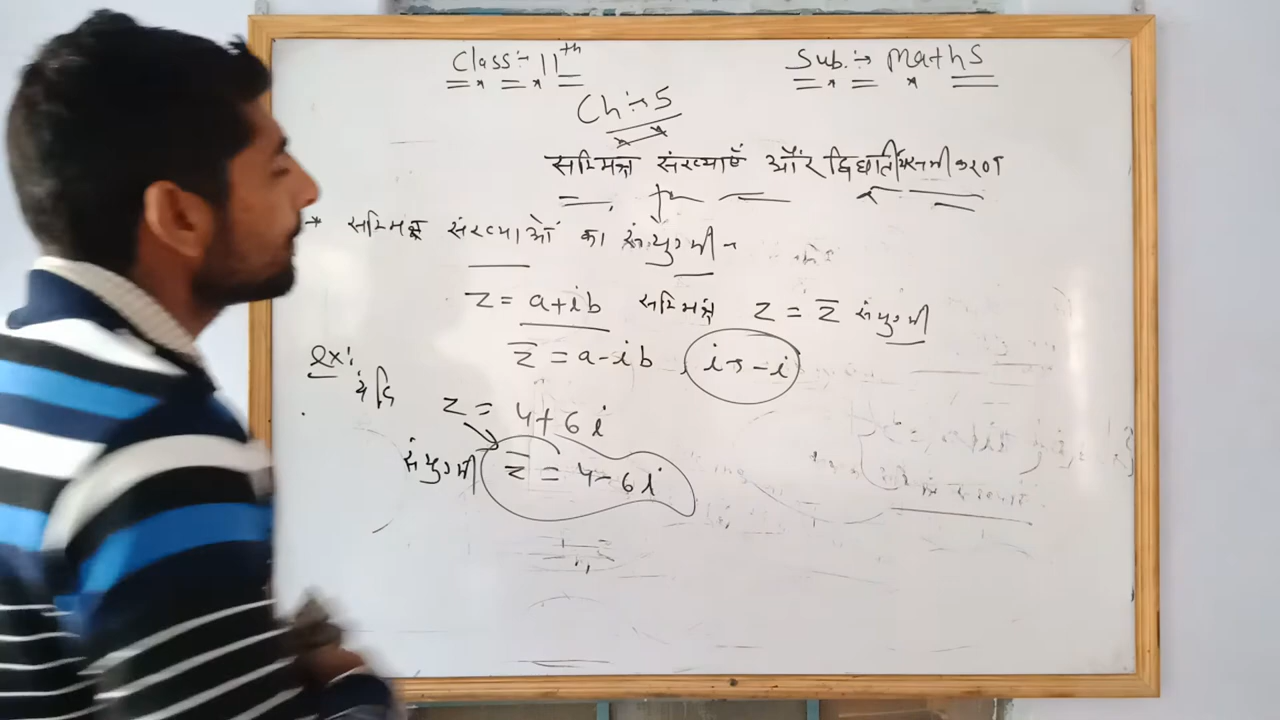 Class:- 11th Sub.:→ Maths
Ch:-5
सम्मिश्र संख्याएँ और द्विघातीय समीकरण
* सम्मिश्र संख्याओं का संयुग्मी -
z = a+ib सम्मिश्र z = z̅ संयुग्मी
z̅ = a-ib , i→-i
ex:
यदि z = 4+6i
संयुग्मी z̅ = 4-6i